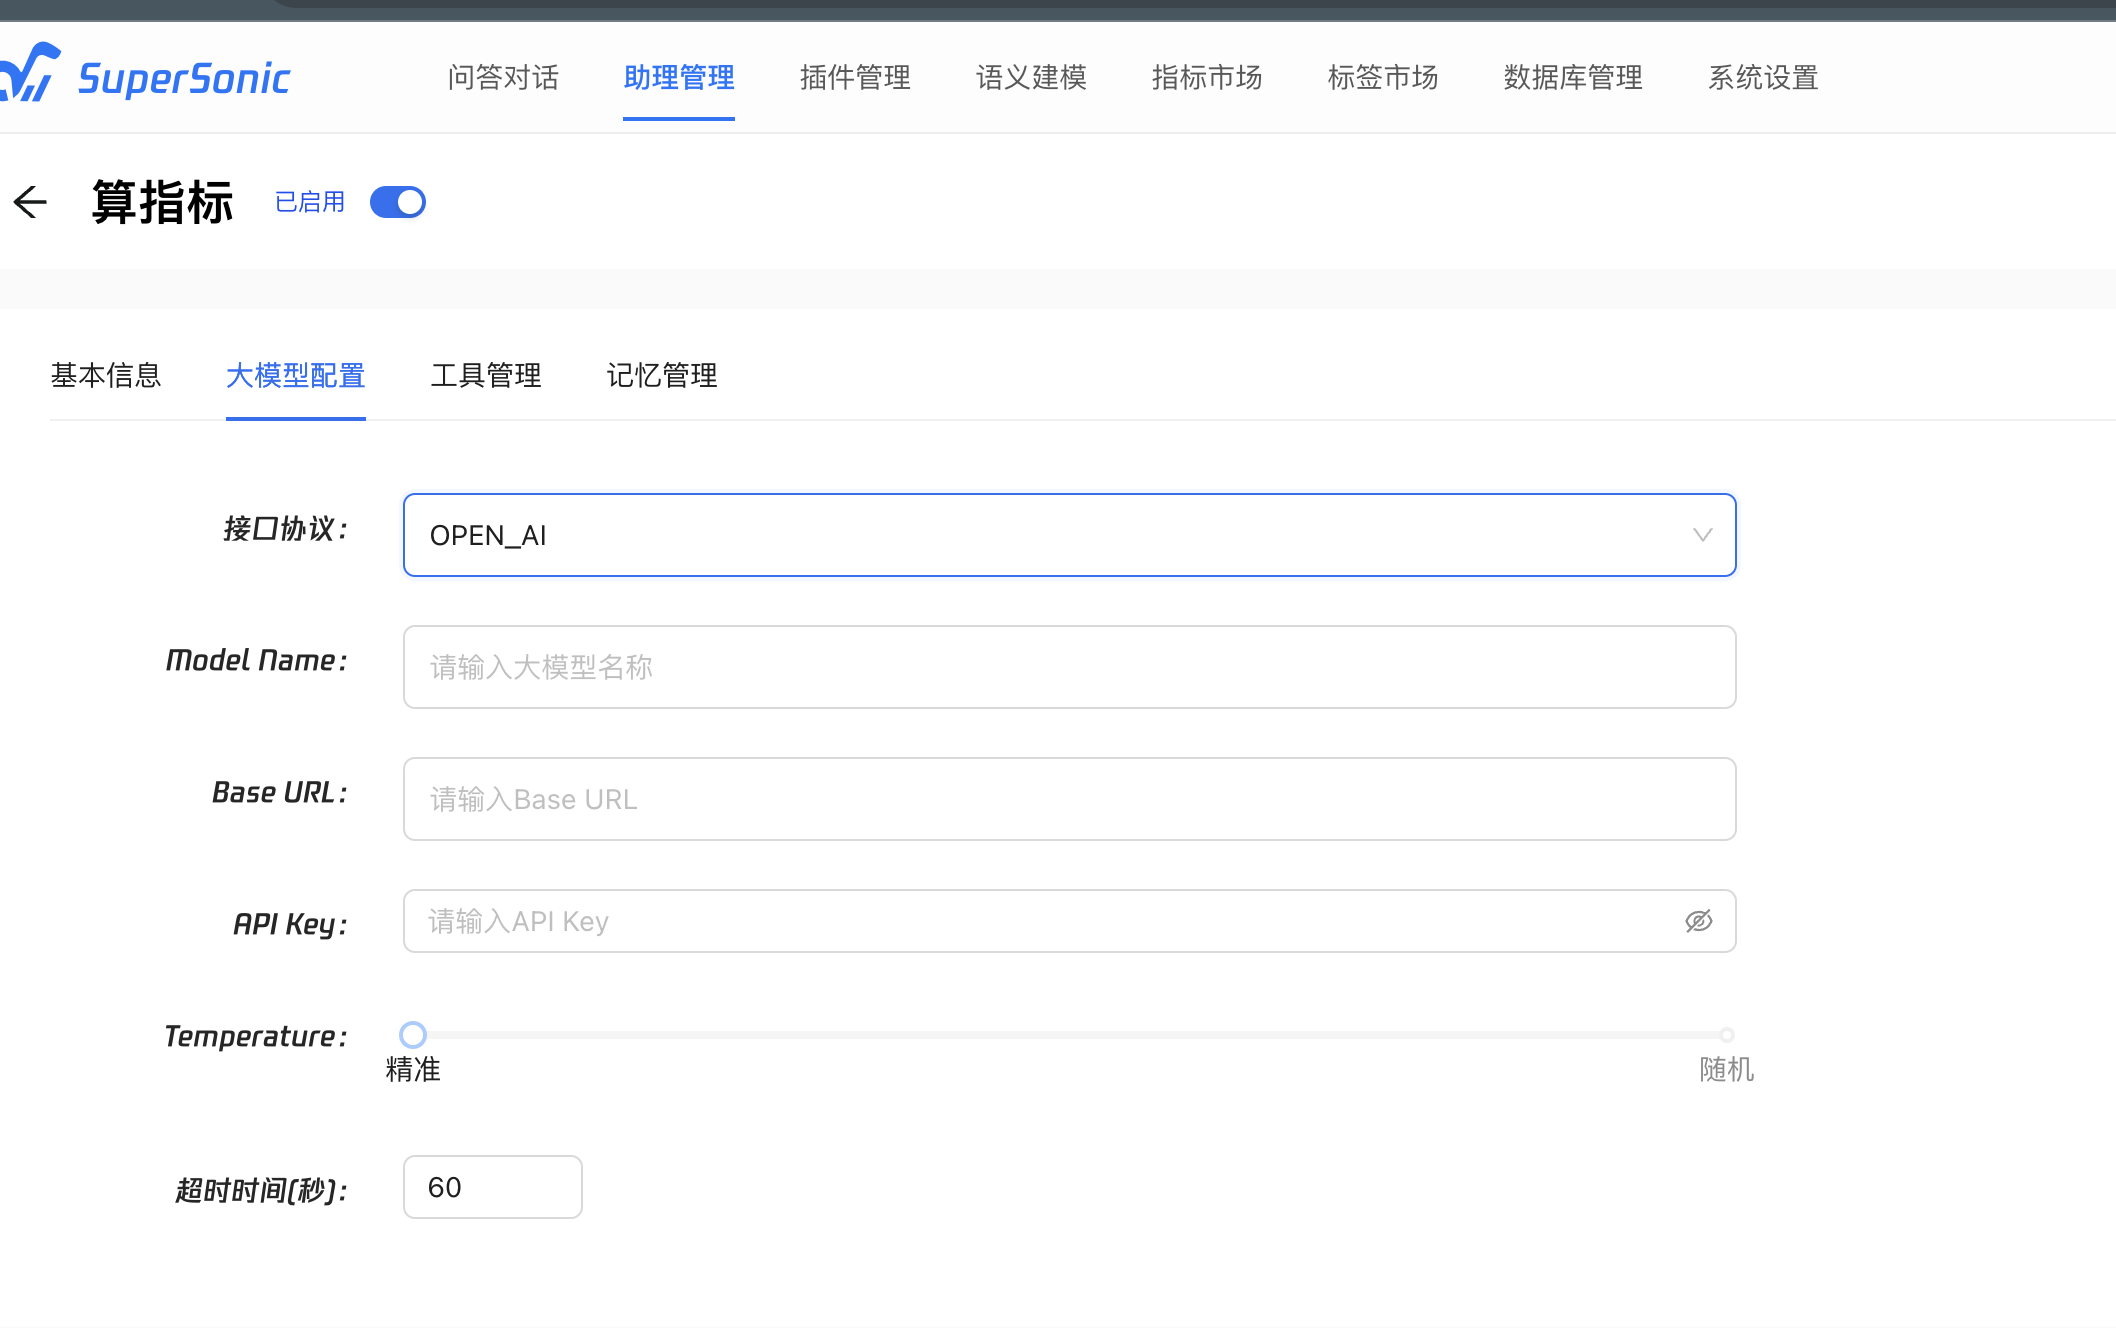 SuperSonic 问答对话 助理管理 插件管理 语义建模 指标市场 标签市场 数据库管理 系统设置
算指标 已启用
基本信息 大模型配置 工具管理 记忆管理
接口协议: OPEN_AI
Model Name: 请输入大模型名称
Base URL: 请输入Base URL
API Key: 请输入API Key
Temperature:
精准 随机
超时时间(秒): 60